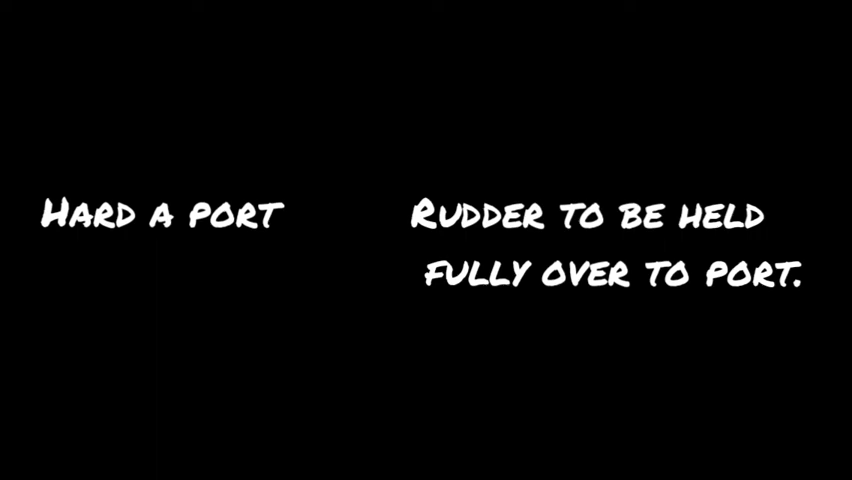 Hard a port
Rudder to be held
fully over to port.